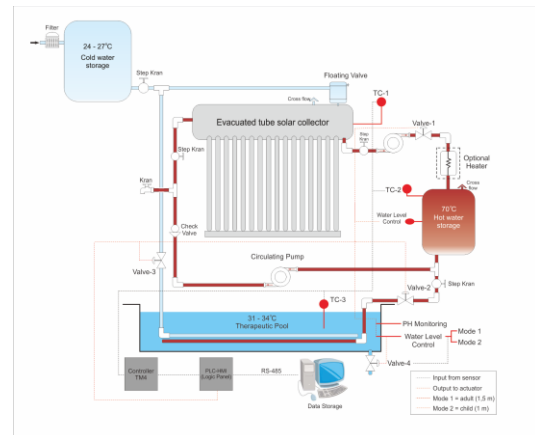 Filter
24 - 27°C
Cold water
storage
Step Kran
Floating Valve
TC-1
Cross flow
Evacuated tube solar collector
Valve-1
Step
Kran
Optional
Heater
Step Kran
Cross
flow
TC-2
Kran
70°C
Hot water
storage
Water Level
Control
Check
Valve
Circulating Pump
Valve-3
Step Kran
Valve-2
TC-3
31 - 34°C
Therapeutic Pool
PH Monitoring
Water Level
Control
Mode 1
Mode 2
Valve-4
Controller
TM4
PLC-HMI
(Logic Panel)
RS-485
Data Storage
Input from sensor
Output to actuator
Mode 1 = adult (1,5 m)
Mode 2 = child (1 m)